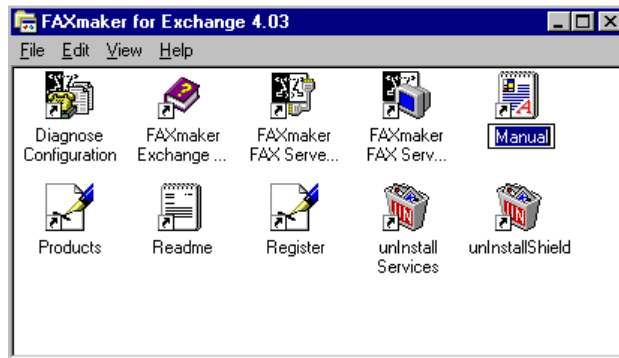 FAXmaker for Exchange 4.03
File Edit View Help
Diagnose
Configuration
FAXmaker
Exchange ...
FAXmaker
FAX Serve...
FAXmaker
FAX Serv...
Manual
Products
Readme
Register
unInstall
Services
unInstallShield